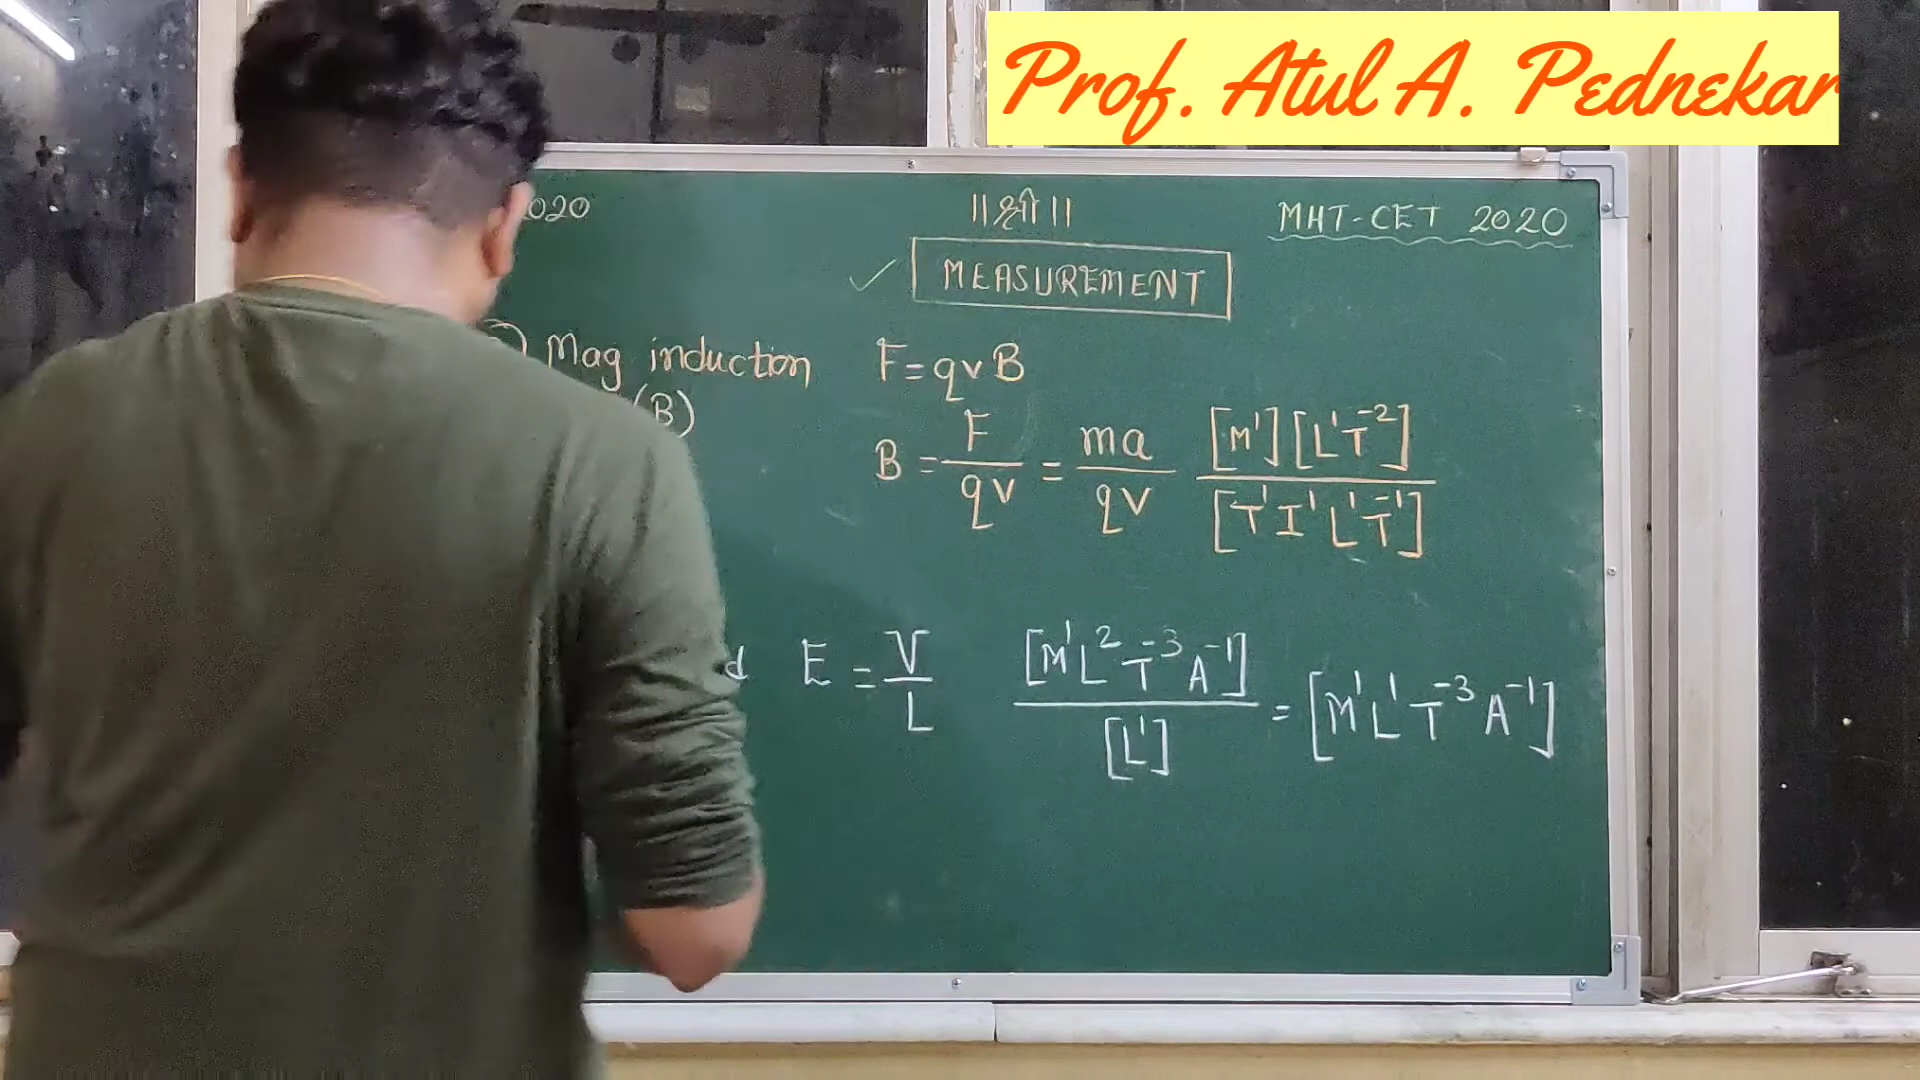 Prof. Atul A. Pednekar
2020 ||श्री|| MHT-CET 2020
✓ MEASUREMENT
Mag induction F=qvB
(B)
B = F/qv = ma/qv [M¹][L¹T⁻²]/[T¹I¹L¹T⁻¹]
d E = V/L [M¹L²T⁻³A⁻¹]/[L¹] = [M¹L¹T⁻³A⁻¹]